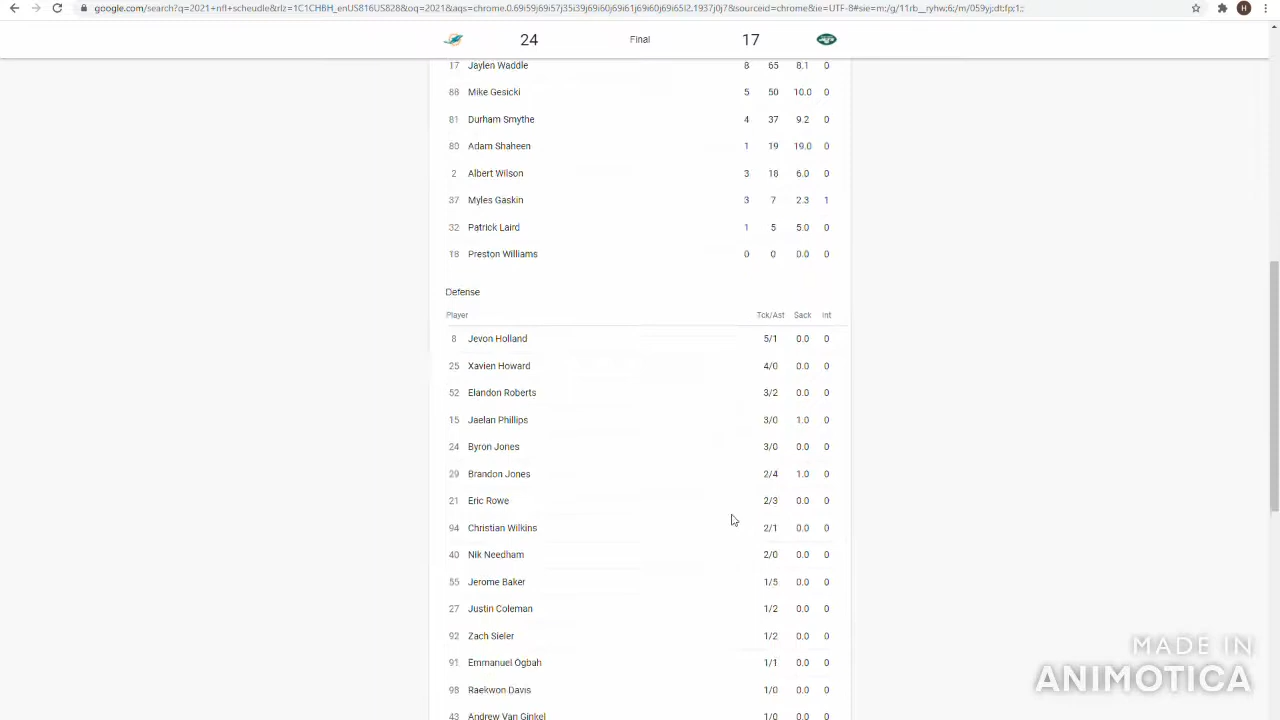 google.com/search?q=2021+nfl+scheudle&rlz=1C1CHBH_enUS816US828&oq=2021&aqs=chrome.0.69i59j69i57j35i39j69i60j69i61j69i60j69i65l2.1937j0j7&sourceid=chrome&ie=UTF-8#sie=m;/g/11rb__ryhw;6;/m/059yj;dt;fp;1;;
H
24 Final 17
17 Jaylen Waddle 8 65 8.1 0
88 Mike Gesicki 5 50 10.0 0
81 Durham Smythe 4 37 9.2 0
80 Adam Shaheen 1 19 19.0 0
2 Albert Wilson 3 18 6.0 0
37 Myles Gaskin 3 7 2.3 1
32 Patrick Laird 1 5 5.0 0
18 Preston Williams 0 0 0.0 0
Defense
Player Tck/Ast Sack Int
8 Jevon Holland 5/1 0.0 0
25 Xavien Howard 4/0 0.0 0
52 Elandon Roberts 3/2 0.0 0
15 Jaelan Phillips 3/0 1.0 0
24 Byron Jones 3/0 0.0 0
29 Brandon Jones 2/4 1.0 0
21 Eric Rowe 2/3 0.0 0
94 Christian Wilkins 2/1 0.0 0
40 Nik Needham 2/0 0.0 0
55 Jerome Baker 1/5 0.0 0
27 Justin Coleman 1/2 0.0 0
92 Zach Sieler 1/2 0.0 0
91 Emmanuel Ogbah 1/1 0.0 0
98 Raekwon Davis 1/0 0.0 0
43 Andrew Van Ginkel 1/0 0.0 0
MADE IN
ANIMOTICA